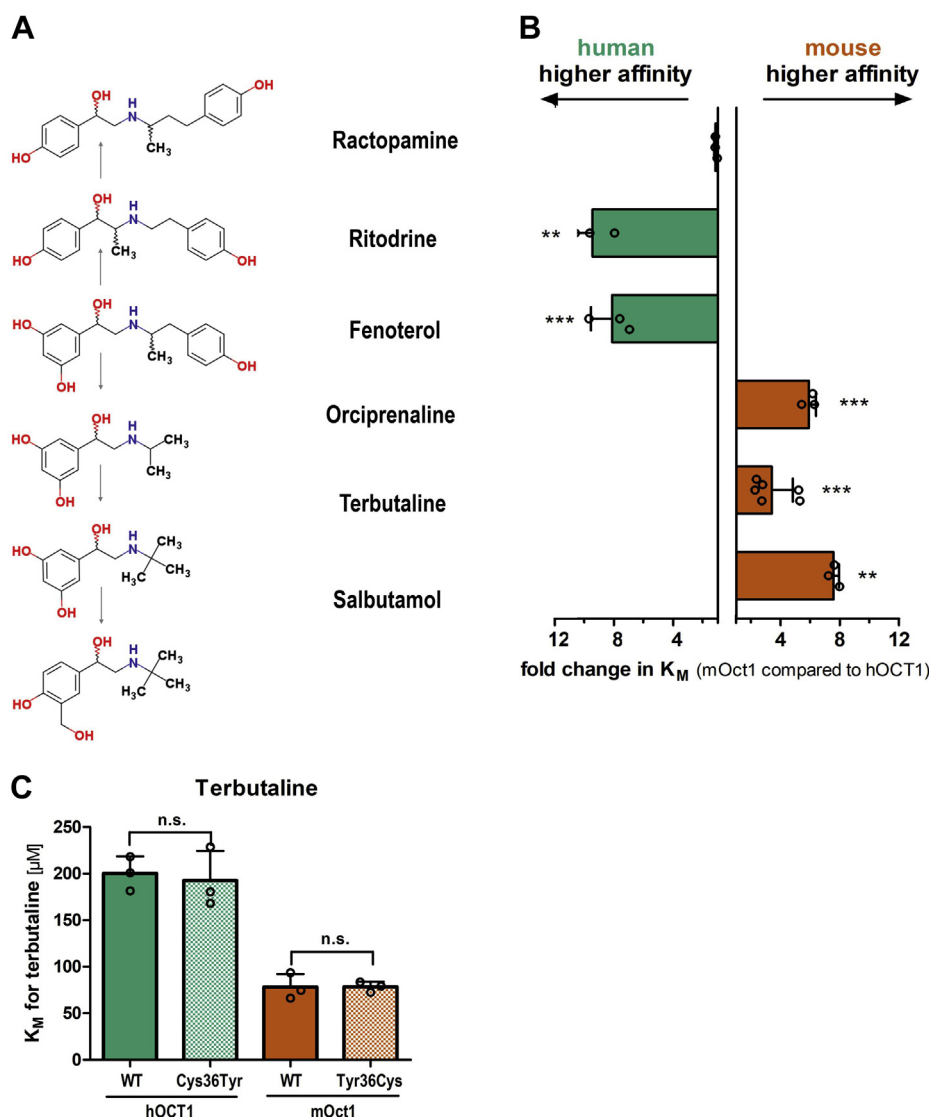 A
OH
H
N
OH
CH3
HO
Ractopamine
OH
H
N
CH3
HO
OH
Ritodrine
OH
H
N
HO
CH3
OH
OH
Fenoterol
OH
H
N
HO
CH3
CH3
OH
Orciprenaline
OH
H
N
CH3
HO
CH3
H3C
OH
Terbutaline
OH
H
N
CH3
CH3
H3C
HO
OH
Salbutamol
B
human
higher affinity
mouse
higher affinity
**
***
***
***
**
12 8 4 4 8 12
fold change in KM (mOct1 compared to hOCT1)
C
Terbutaline
KM for terbutaline [µM]
250
200
150
100
50
0
n.s.
n.s.
WT Cys36Tyr WT Tyr36Cys
hOCT1 mOct1